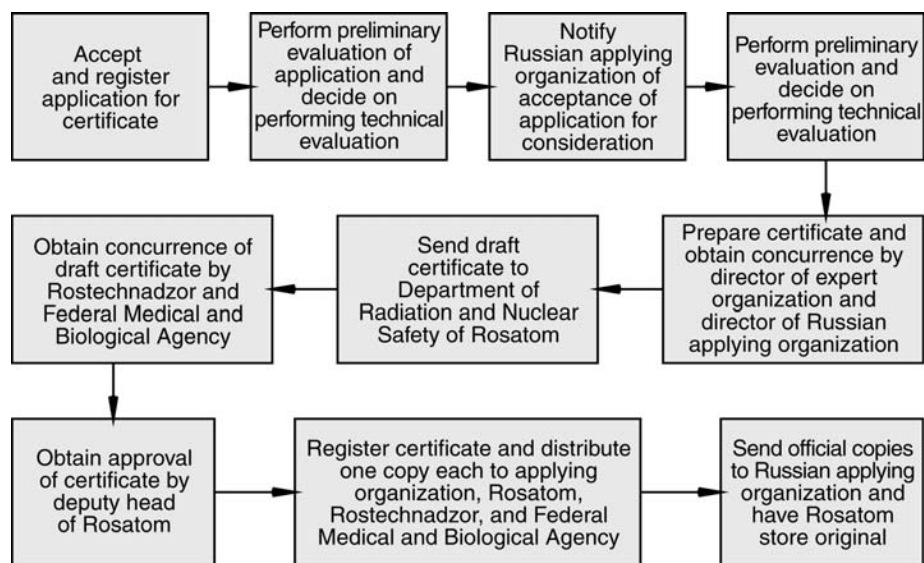 Accept
and register
application for
certificate
Perform preliminary
evaluation of
application and
decide on
performing technical
evaluation
Notify
Russian applying
organization of
acceptance of
application for
consideration
Perform preliminary
evaluation and
decide on
performing technical
evaluation
Obtain concurrence of
draft certificate by
Rostechnadzor and
Federal Medical and
Biological Agency
Send draft
certificate to
Department of
Radiation and Nuclear
Safety of Rosatom
Prepare certificate and
obtain concurrence by
director of expert
organization and
director of Russian
applying organization
Obtain approval
of certificate by
deputy head
of Rosatom
Register certificate and distribute
one copy each to applying
organization, Rosatom,
Rostechnadzor, and Federal
Medical and Biological Agency
Send official copies
to Russian applying
organization and
have Rosatom
store original